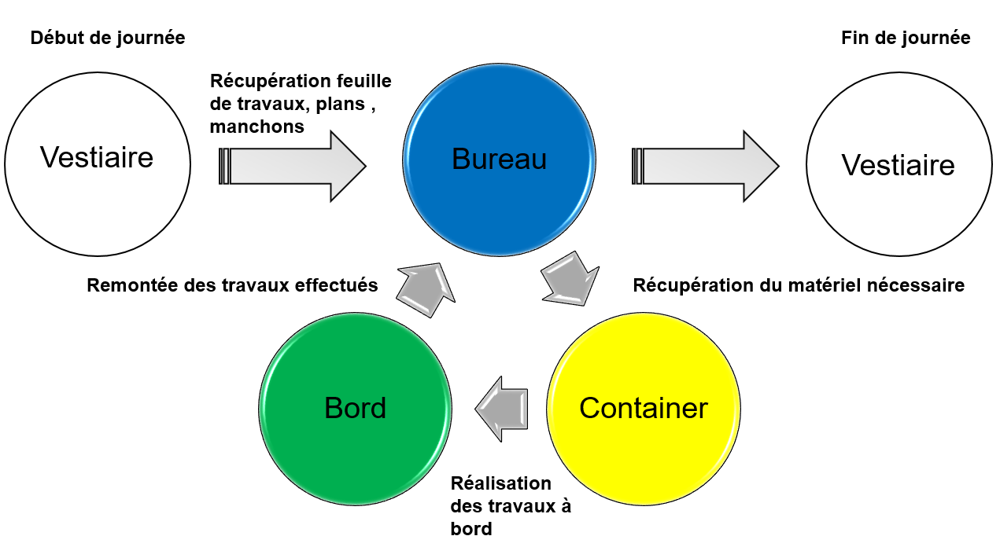 Début de journée
Fin de journée
Récupération feuille
de travaux, plans ,
manchons
Vestiaire
Bureau
Vestiaire
Remontée des travaux effectués
Récupération du matériel nécessaire
Bord
Container
Réalisation
des travaux à
bord